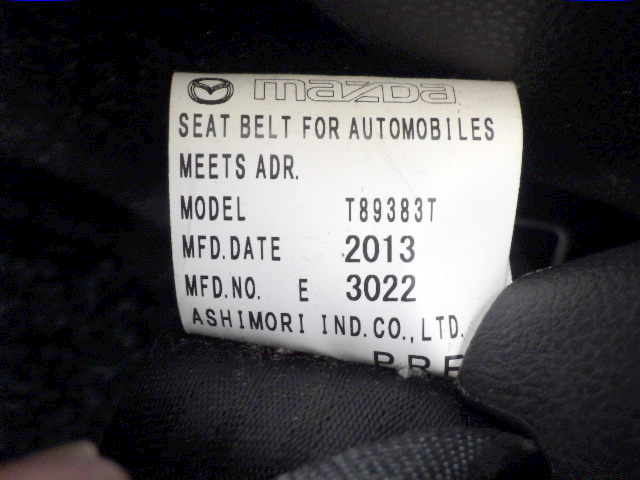 mazda
SEAT BELT FOR AUTOMOBILES
MEETS ADR.
MODEL T89383T
MFD.DATE 2013
MFD.NO. E 3022
ASHIMORI IND.CO.,LTD.